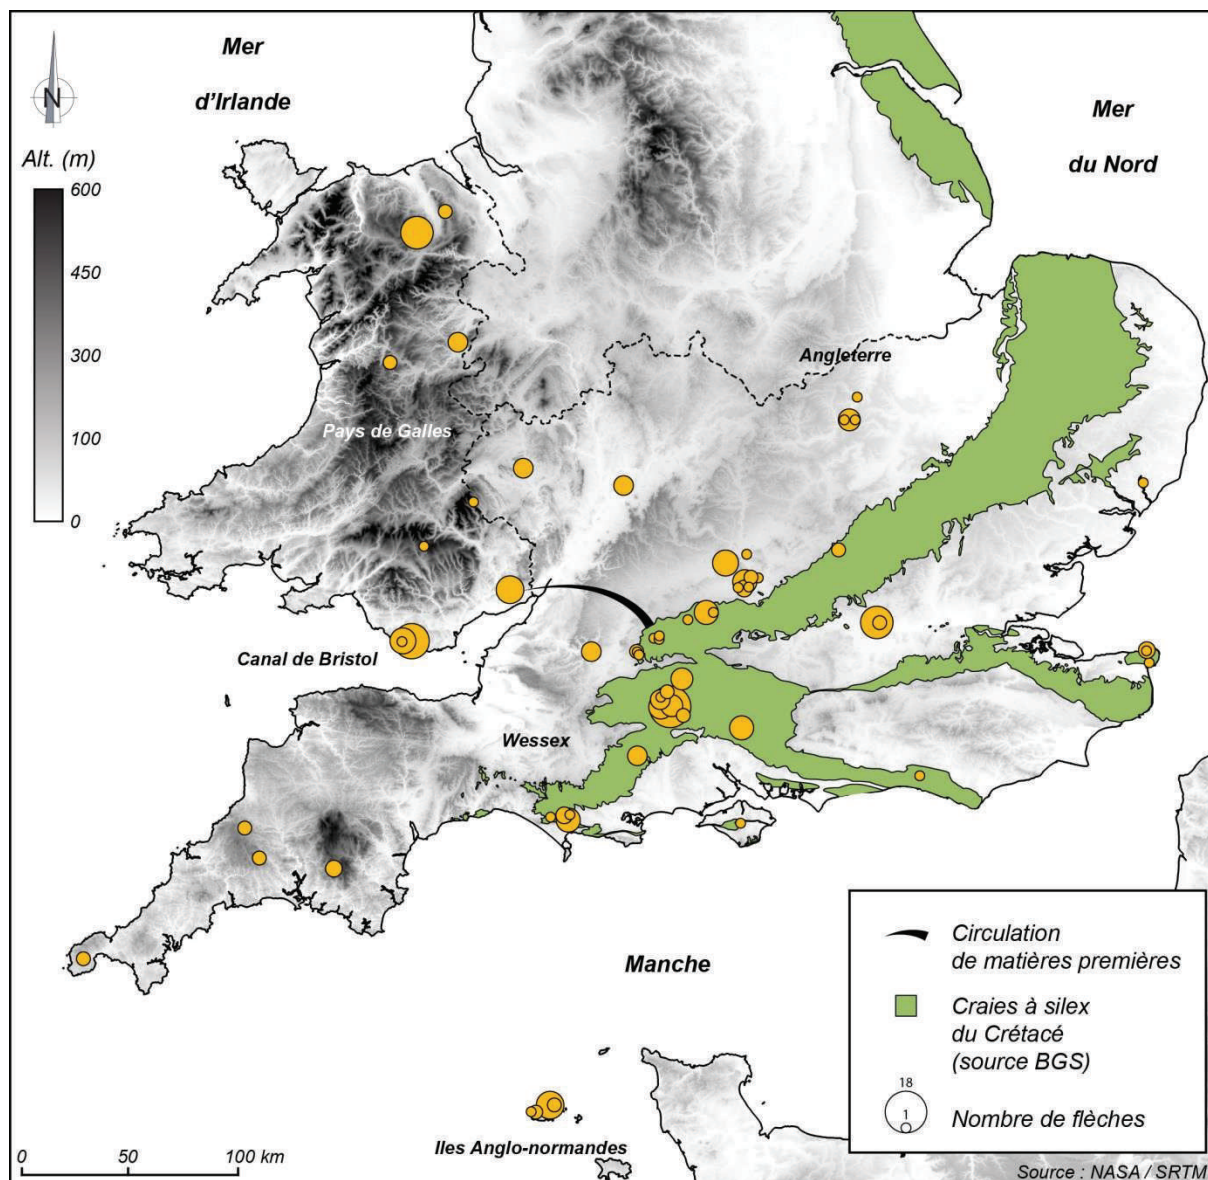 Mer
d'Irlande
Mer
du Nord
N
Alt. (m)
600
450
300
100
0
Angleterre
Pays de Galles
Canal de Bristol
Wessex
Manche
Iles Anglo-normandes
0
50
100 km
Circulation
de matières premières
Craies à silex
du Crétacé
(source BGS)
18
1
Nombre de flèches
Source : NASA / SRTM